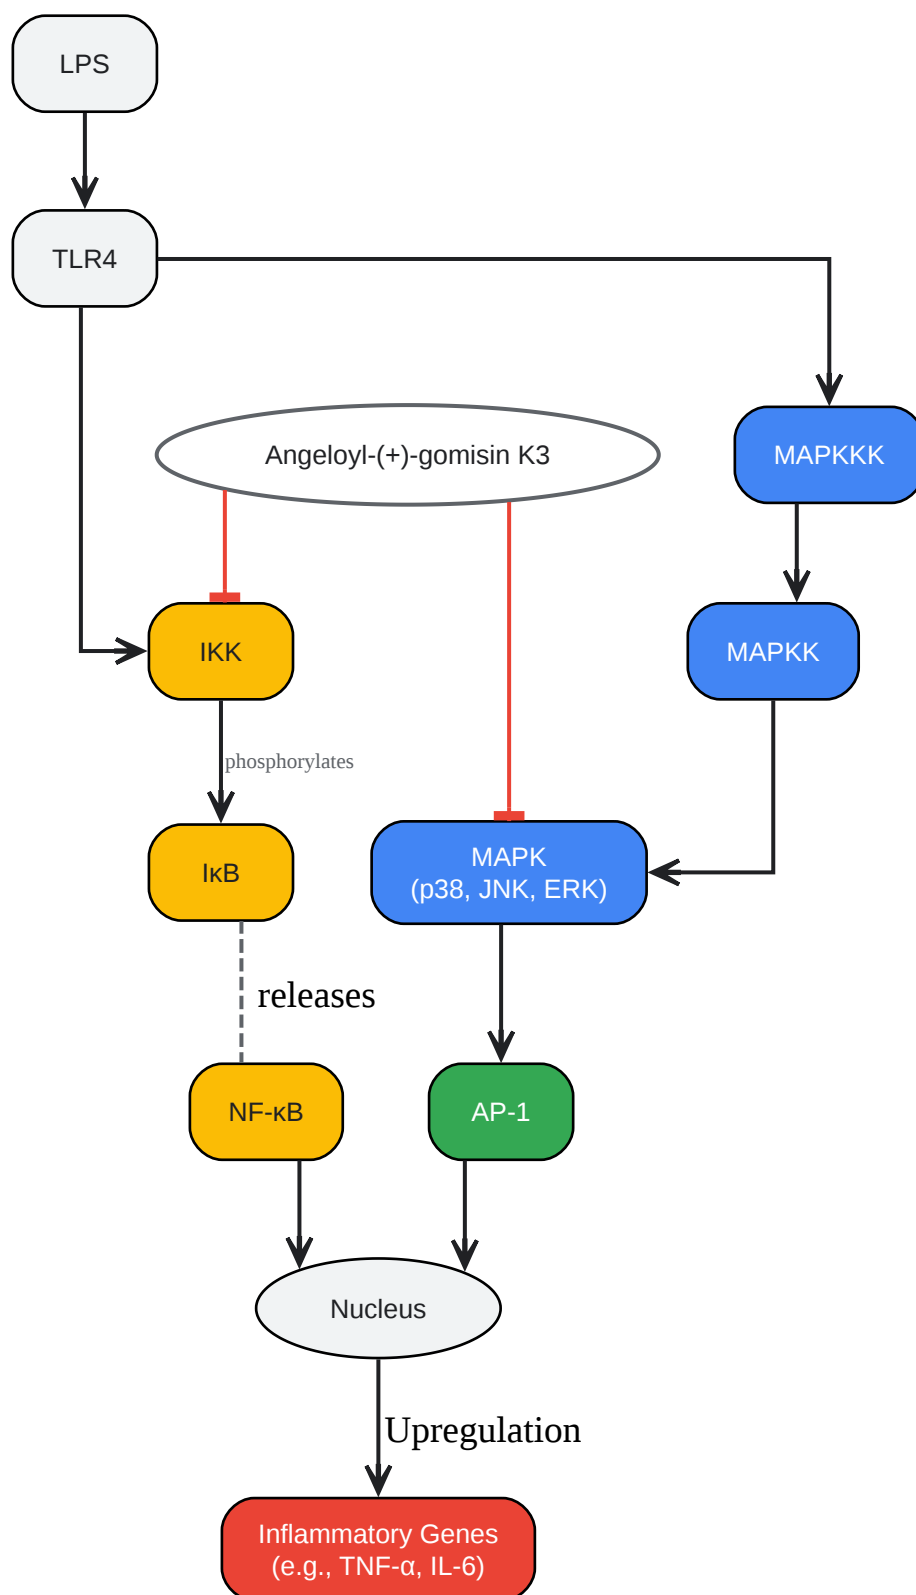 LPS
TLR4
Angeloyl-(+)-gomisin K3
MAPKKK
IKK
MAPKK
phosphorylates
IκB
MAPK
(p38, JNK, ERK)
releases
NF-κB
AP-1
Nucleus
Upregulation
Inflammatory Genes
(e.g., TNF-α, IL-6)